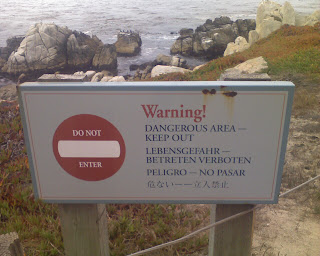 DO NOT
ENTER
Warning!
DANGEROUS AREA —
KEEP OUT
LEBENSGEFAHR —
BETRETEN VERBOTEN
PELIGRO — NO PASAR
危ない——立人禁止